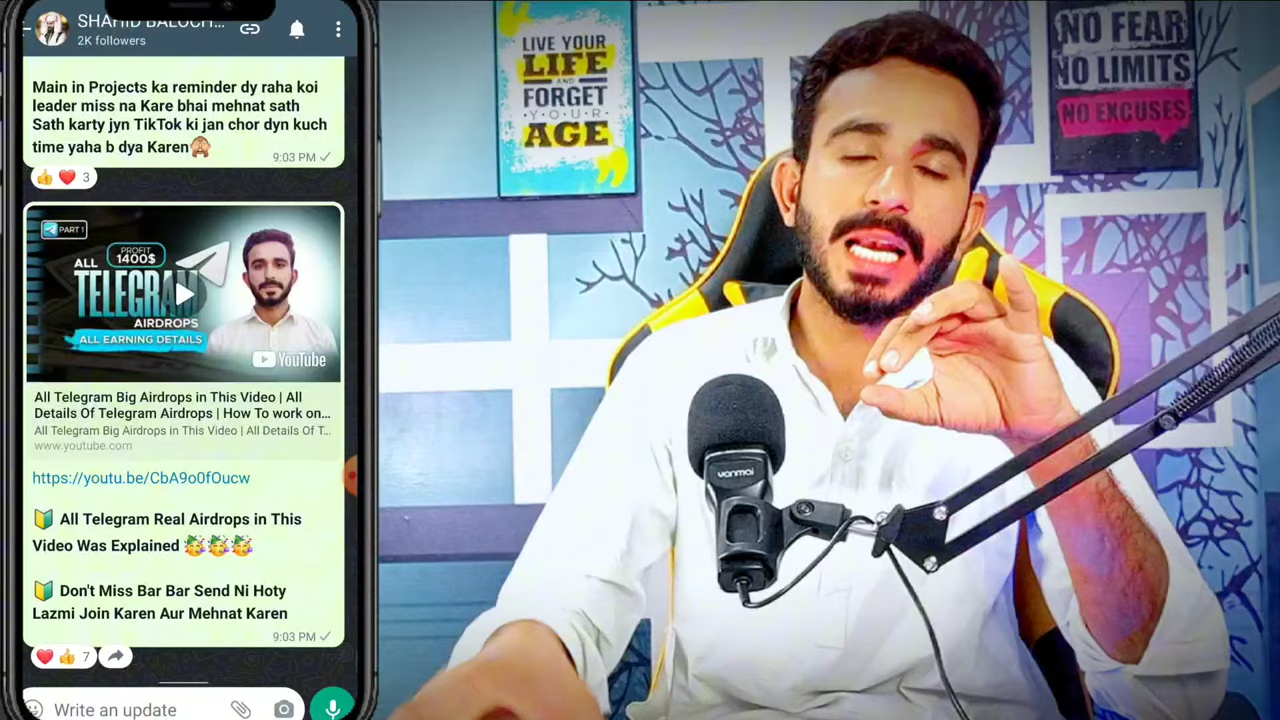 SHAHID BALOCH...
2K followers
Main in Projects ka reminder dy raha koi
leader miss na Kare bhai mehnat sath
Sath karty jyn TikTok ki jan chor dyn kuch
time yaha b dya Karen🙈
9:03 PM
3
PART 1
PROFIT
1400$
ALL
TELEGRAM
AIRDROPS
ALL EARNING DETAILS
YouTube
All Telegram Big Airdrops in This Video | All
Details Of Telegram Airdrops | How To work on...
All Telegram Big Airdrops in This Video | All Details Of T...
www.youtube.com
https://youtu.be/CbA9o0fOucw
🔰 All Telegram Real Airdrops in This
Video Was Explained 🥳🥳🥳
🔰 Don't Miss Bar Bar Send Ni Hoty
Lazmi Join Karen Aur Mehnat Karen
9:03 PM
7
Write an update
LIVE YOUR
LIFE
AND
FORGET
·YOUR·
AGE
NO FEAR
NO LIMITS
NO EXCUSES
vanmai